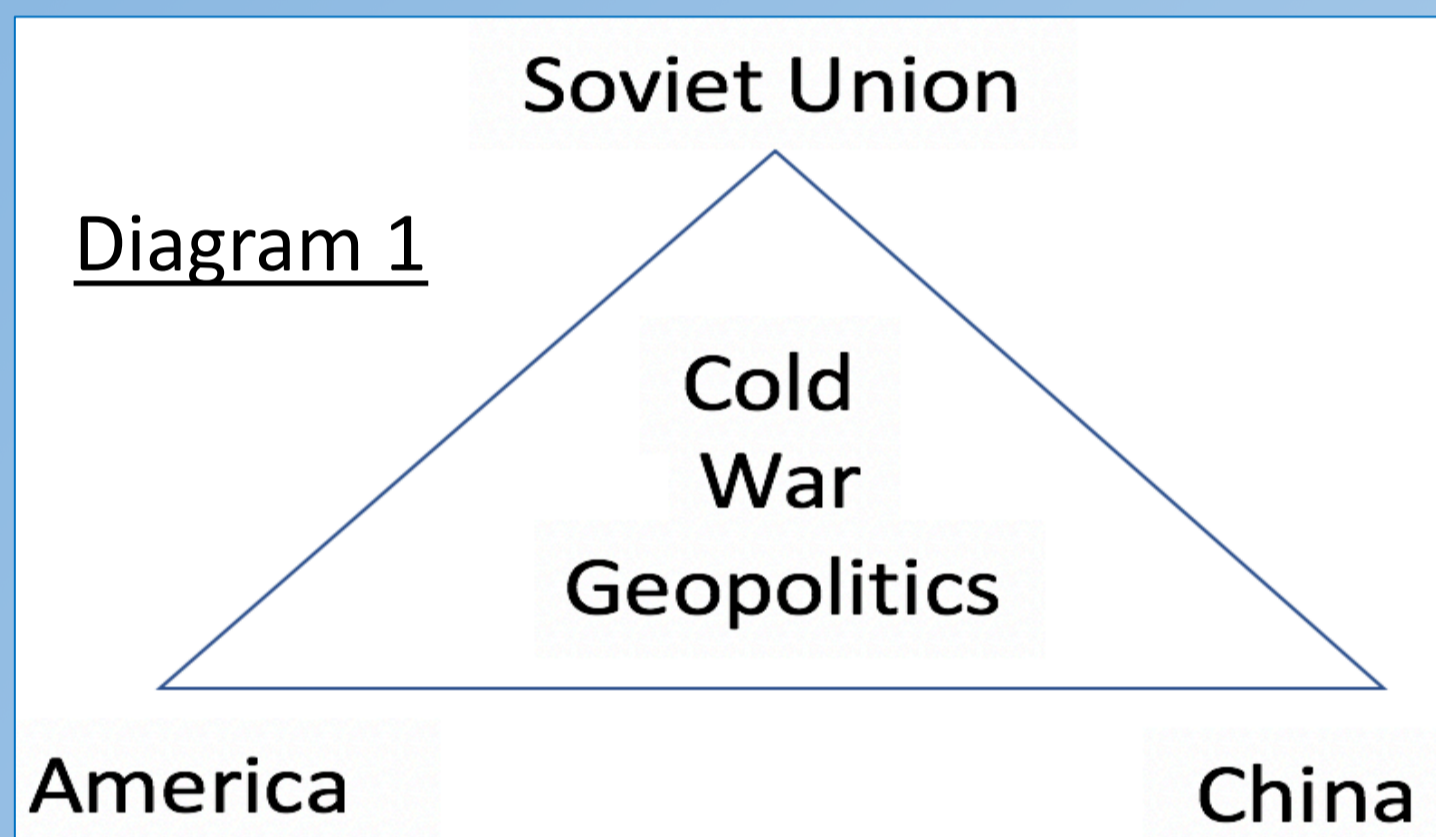 Soviet Union
Diagram 1
Cold
War
Geopolitics
America
China